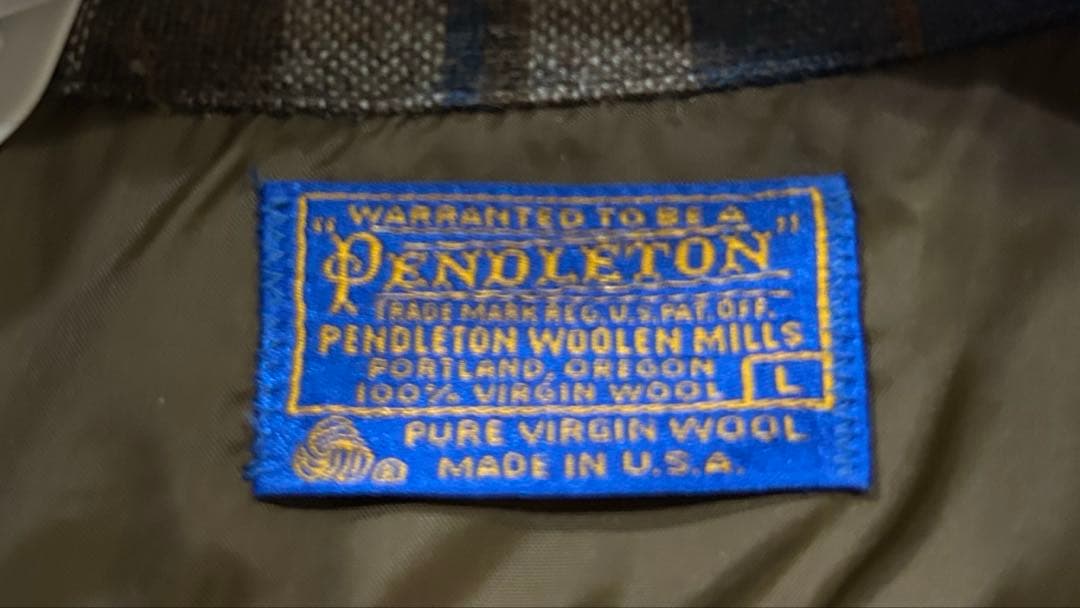 WARRANTED TO BE A
"PENDLETON"
TRADE MARK REG. U.S. PAT. OFF.
PENDLETON WOOLEN MILLS
PORTLAND, OREGON
100% VIRGIN WOOL L
PURE VIRGIN WOOL
® MADE IN U.S.A.